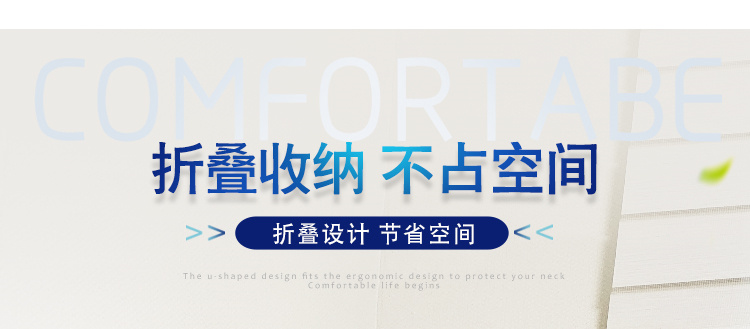 COMFORTABE
折叠收纳 不占空间
>> 折叠设计 节省空间 <<
The u-shaped design fits the ergonomic design to protect your neck
Comfortable life begins